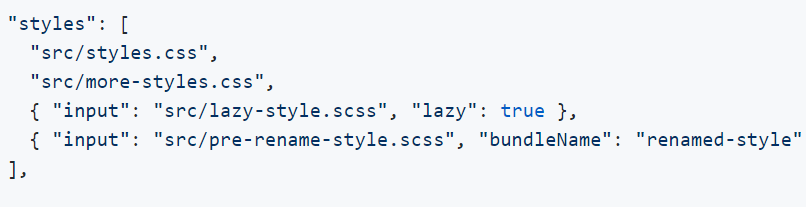 "styles": [
"src/styles.css",
"src/more-styles.css",
{ "input": "src/lazy-style.scss", "lazy": true },
{ "input": "src/pre-rename-style.scss", "bundleName": "renamed-style"
],